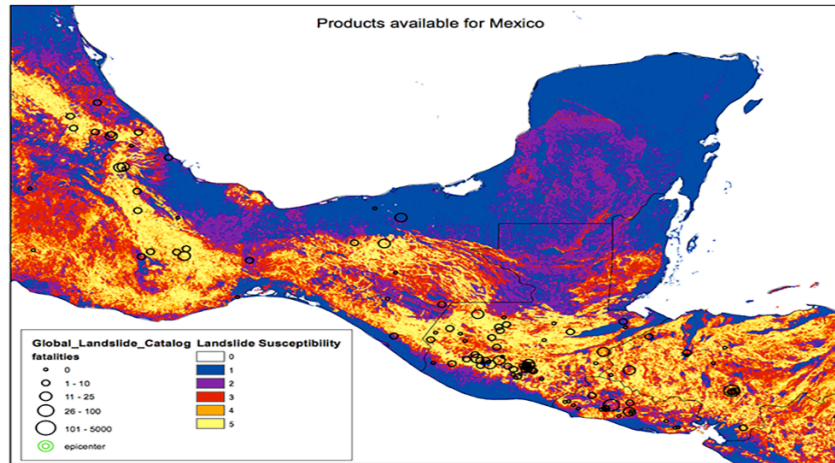 Products available for Mexico
Global_Landslide_Catalog
fatalities
0
1 - 10
11 - 25
26 - 100
101 - 5000
epicenter
Landslide Susceptibility
0
1
2
3
4
5